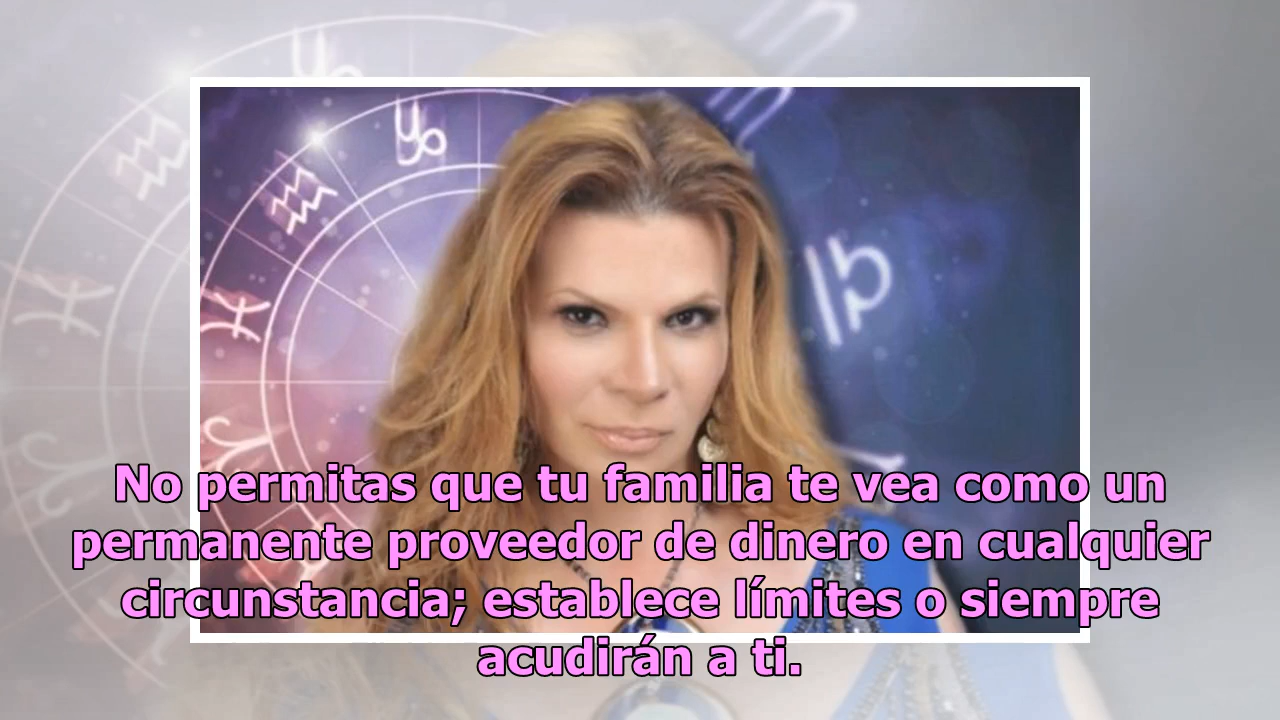 No permitas que tu familia te vea como un
permanente proveedor de dinero en cualquier
circunstancia; establece límites o siempre
acudirán a ti.